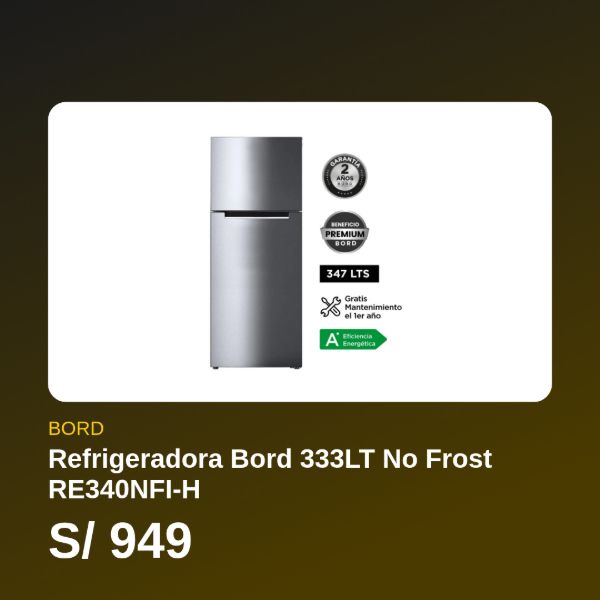 GARANTÍA
2
AÑOS
BORD
BENEFICIO
PREMIUM
BORD
347 LTS
Gratis
Mantenimiento
el 1er año
A+ Eficiencia
Energética
BORD
Refrigeradora Bord 333LT No Frost
RE340NFI-H
S/ 949